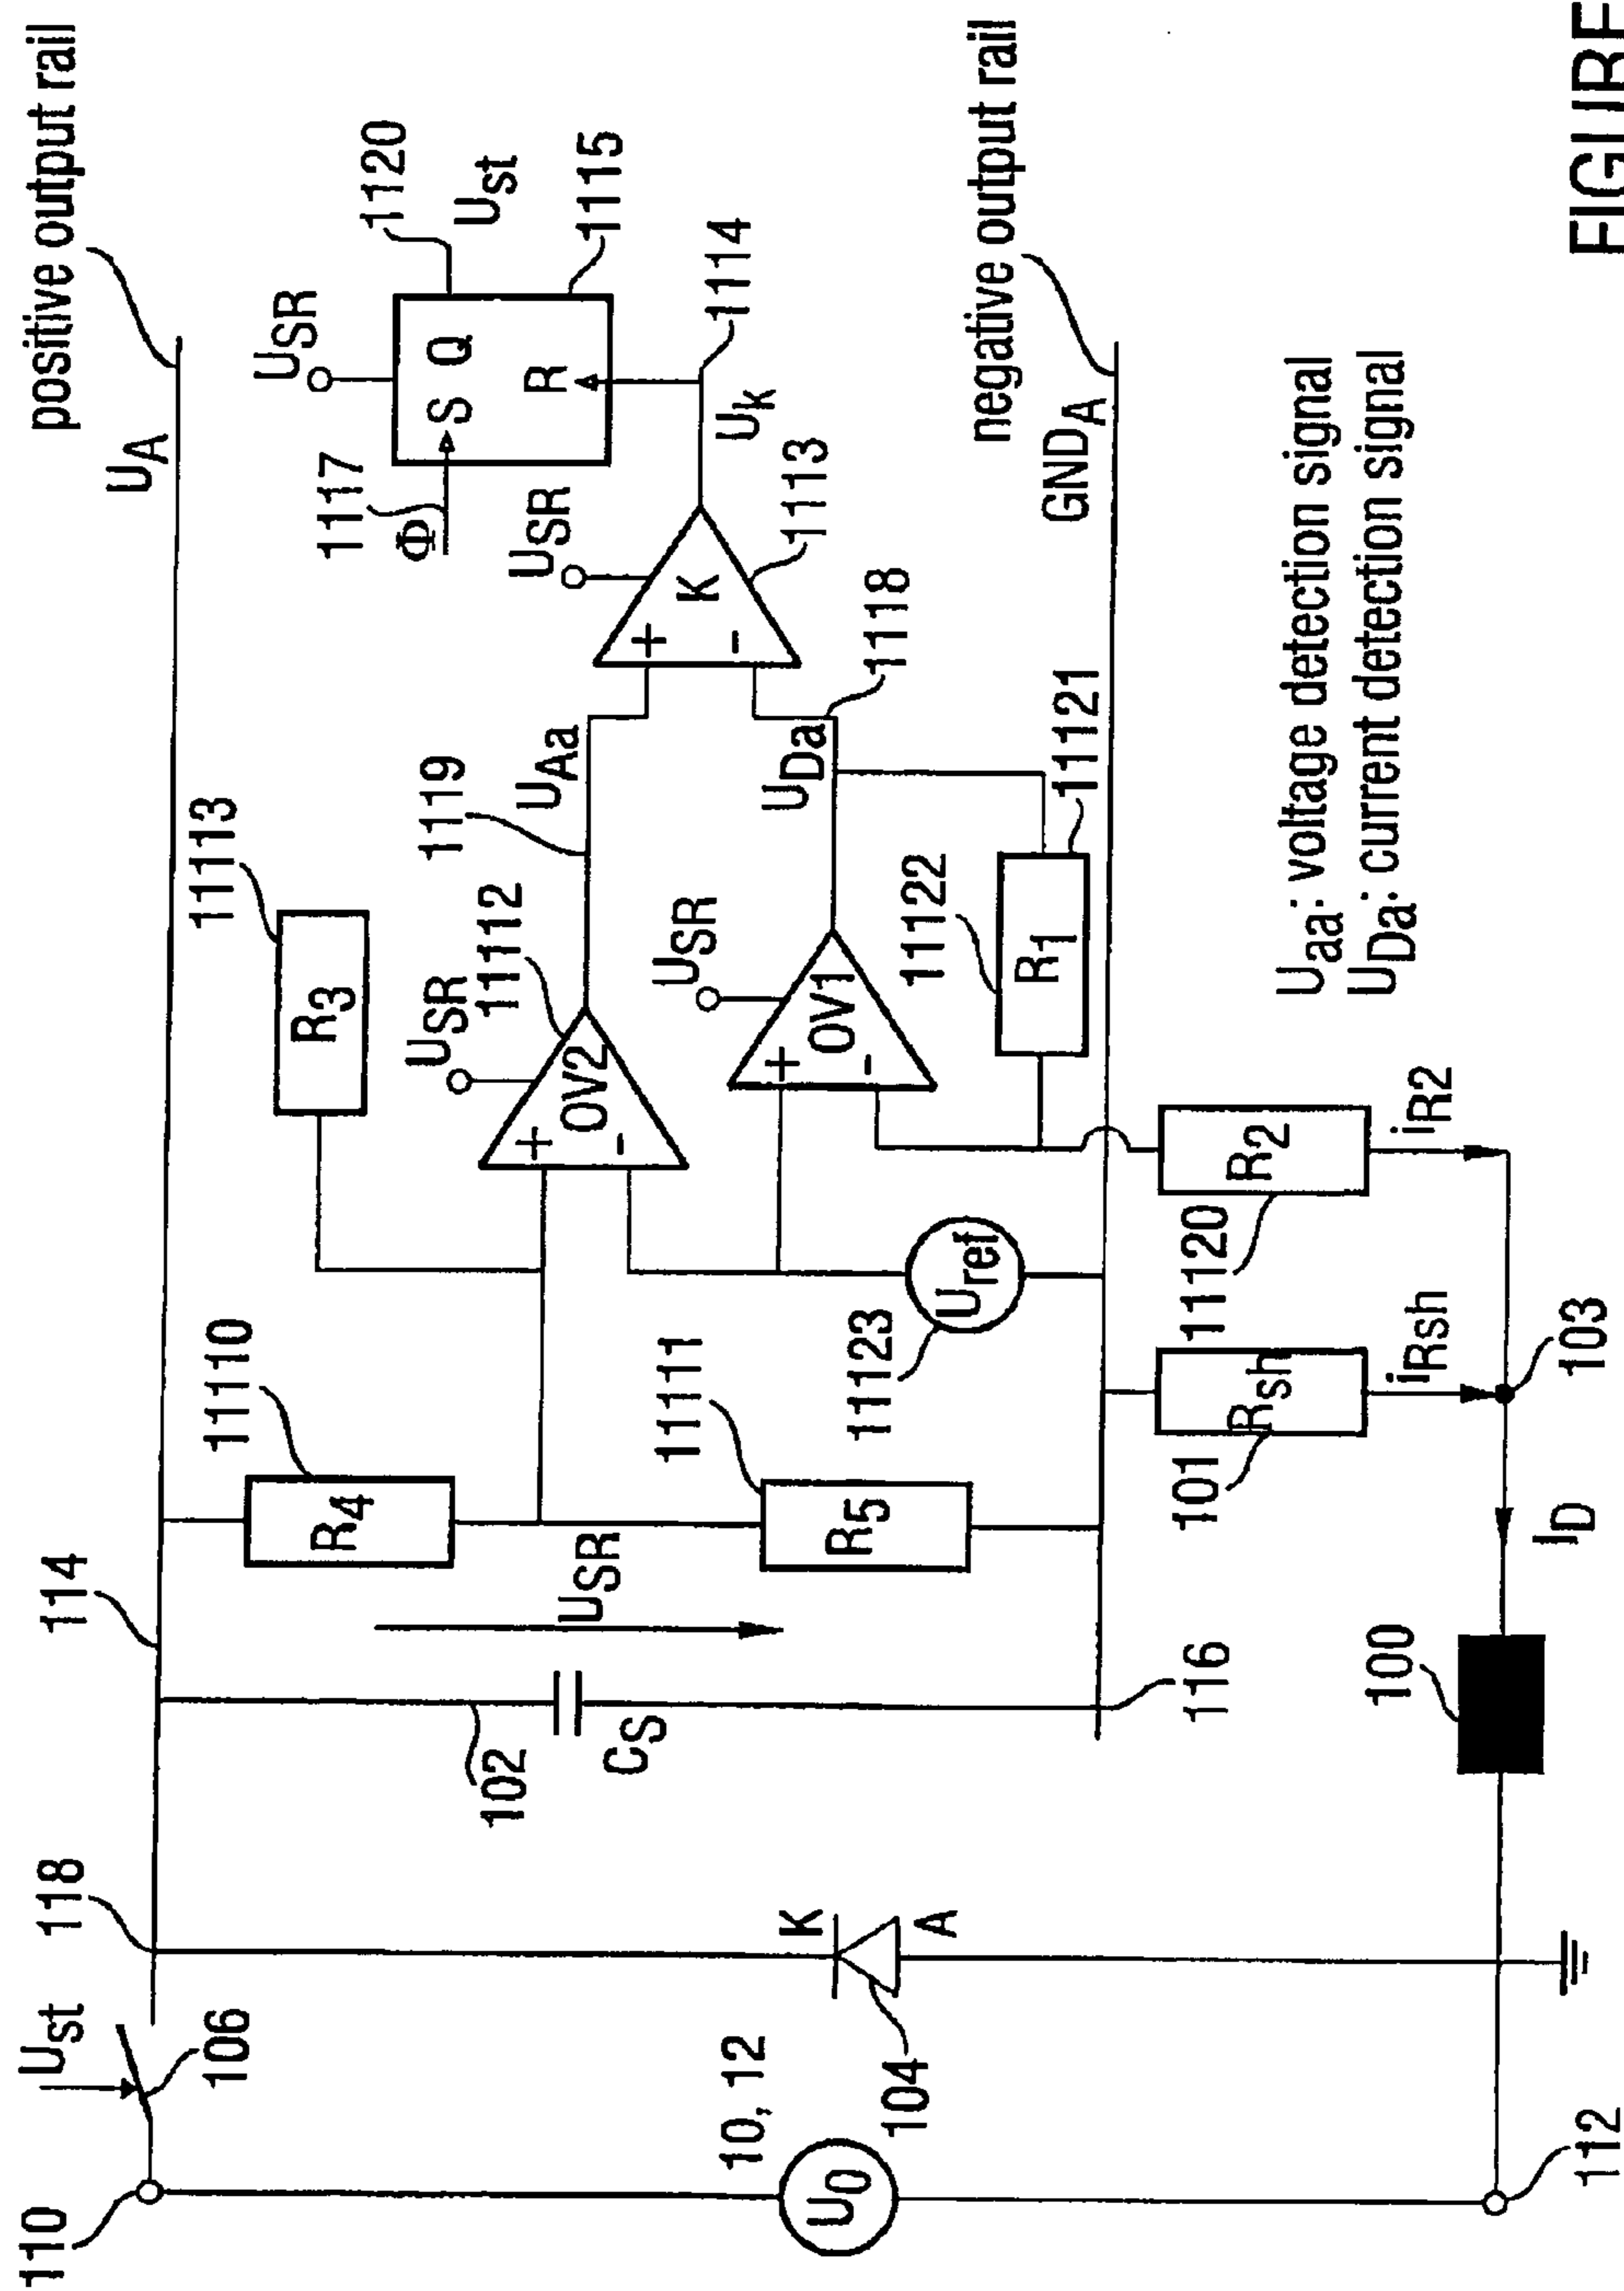 positive output rail
U_A
114
118
U_st
106
110
10, 12
U_0
K
A
104
112
102
C_S
U_SR
116
100
I_D
11110
R_4
11111
R_5
101
R_sh
i_Rsh
103
11123
U_ref
11120
R_2
i_R2
11113
R_3
U_SR
11112
OV2
+
-
U_SR
OV1
+
-
11122
R_1
11121
1119
U_Aa
U_Da
1118
U_SR
K
+
-
1113
U_k
1114
1117
Φ
U_SR
S Q
R
1120
U_st
1115
negative output rail
GND_A
U_aa: voltage detection signal
U_Da: current detection signal
FIGURE